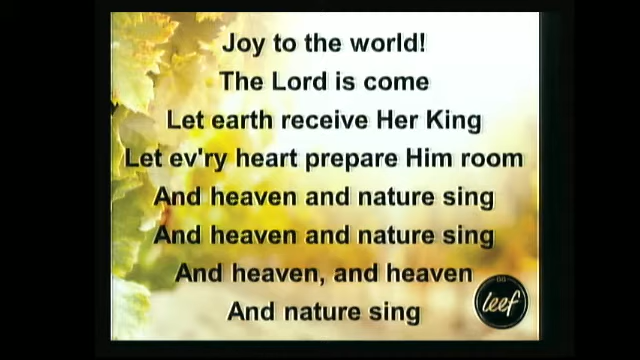 Joy to the world!
The Lord is come
Let earth receive Her King
Let ev'ry heart prepare Him room
And heaven and nature sing
And heaven and nature sing
And heaven, and heaven
And nature sing
leef